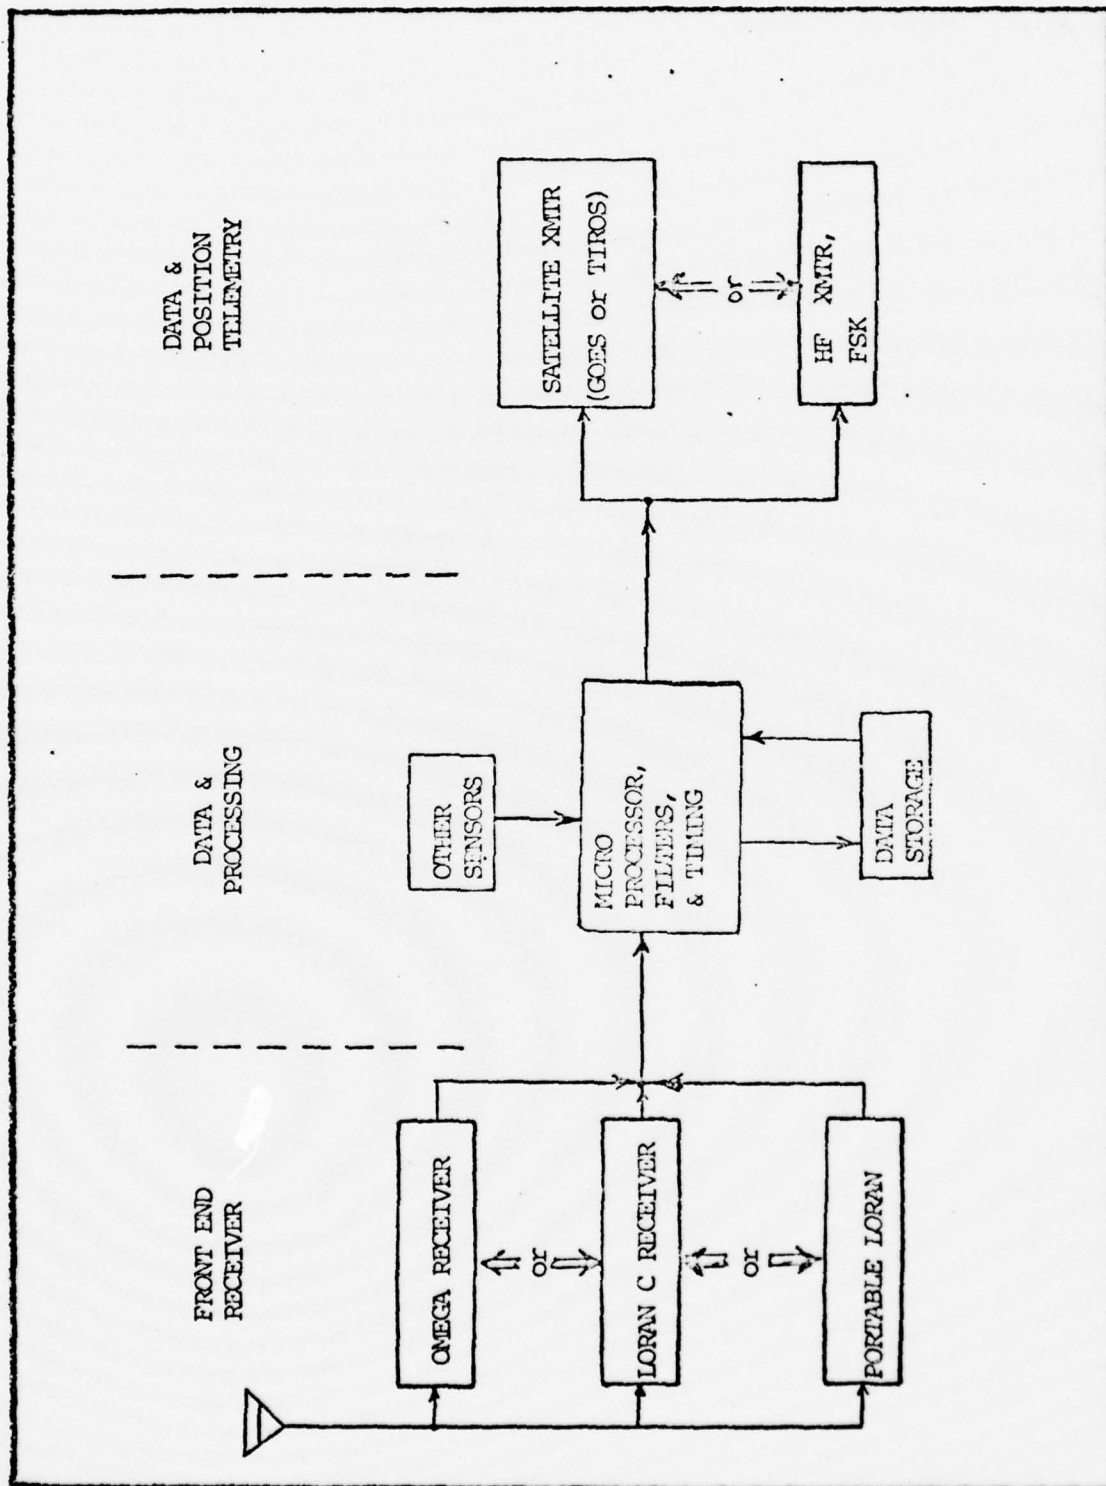 FRONT END
RECEIVER
DATA &
PROCESSING
DATA &
POSITION
TELEMETRY
OMEGA RECEIVER
or
LORAN C RECEIVER
or
PORTABLE LORAN
OTHER
SENSORS
MICRO
PROCESSOR,
FILTERS,
& TIMING
DATA
STORAGE
SATELLITE XMTR
(GOES or TIROS)
or
HF XMTR,
FSK